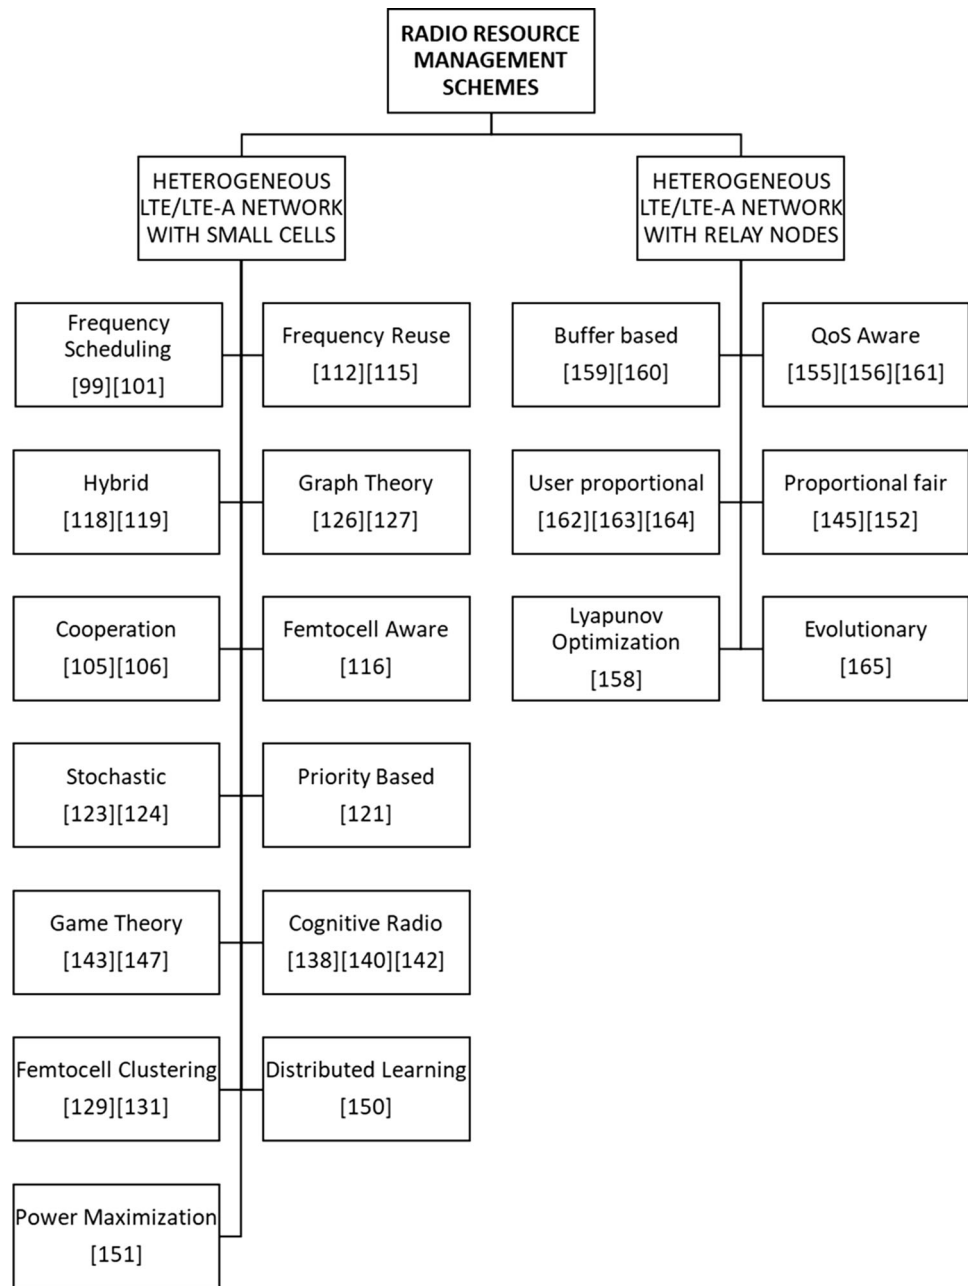 RADIO RESOURCE
MANAGEMENT
SCHEMES
HETEROGENEOUS
LTE/LTE-A NETWORK
WITH SMALL CELLS
HETEROGENEOUS
LTE/LTE-A NETWORK
WITH RELAY NODES
Frequency
Scheduling
[99][101]
Frequency Reuse
[112][115]
Buffer based
[159][160]
QoS Aware
[155][156][161]
Hybrid
[118][119]
Graph Theory
[126][127]
User proportional
[162][163][164]
Proportional fair
[145][152]
Cooperation
[105][106]
Femtocell Aware
[116]
Lyapunov
Optimization
[158]
Evolutionary
[165]
Stochastic
[123][124]
Priority Based
[121]
Game Theory
[143][147]
Cognitive Radio
[138][140][142]
Femtocell Clustering
[129][131]
Distributed Learning
[150]
Power Maximization
[151]